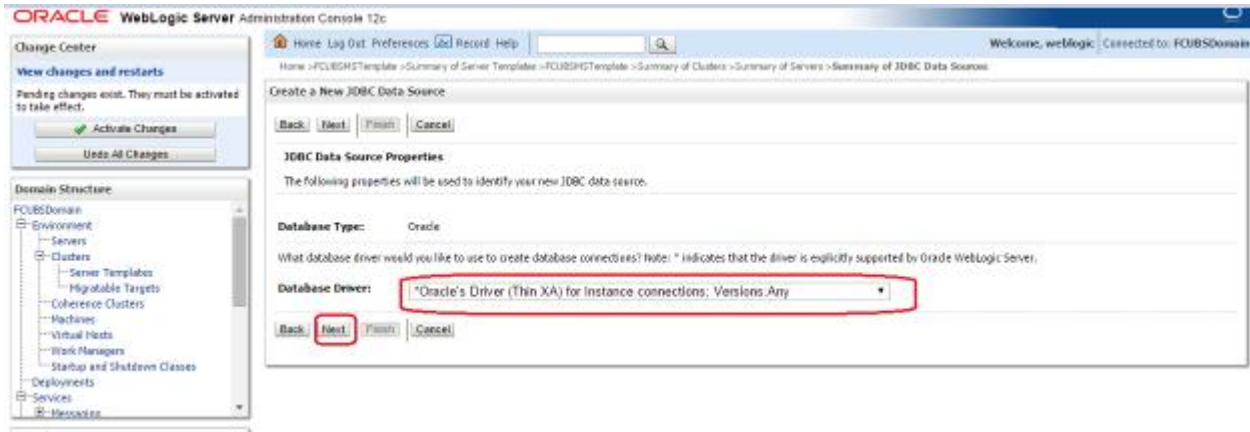 ORACLE WebLogic Server Administration Console 12c
Change Center
View changes and restarts
Pending changes exist. They must be activated
to take effect.
Activate Changes
Undo All Changes
Domain Structure
FCUBSDomain
Environment
Servers
Clusters
Server Templates
Migratable Targets
Coherence Clusters
Machines
Virtual Hosts
Work Managers
Startup and Shutdown Classes
Deployments
Services
Messaging
Home Log Out Preferences Record Help
Welcome, weblogic Connected to: FCUBSDomain
Home >FCUBSMSTemplate >Summary of Server Templates >FCUBSMSTemplate >Summary of Clusters >Summary of Servers >Summary of JDBC Data Sources
Create a New JDBC Data Source
Back Next Finish Cancel
JDBC Data Source Properties
The following properties will be used to identify your new JDBC data source.
Database Type: Oracle
What database driver would you like to use to create database connections? Note: * indicates that the driver is explicitly supported by Oracle WebLogic Server.
Database Driver: *Oracle's Driver (Thin XA) for Instance connections; Versions:Any
Back Next Finish Cancel